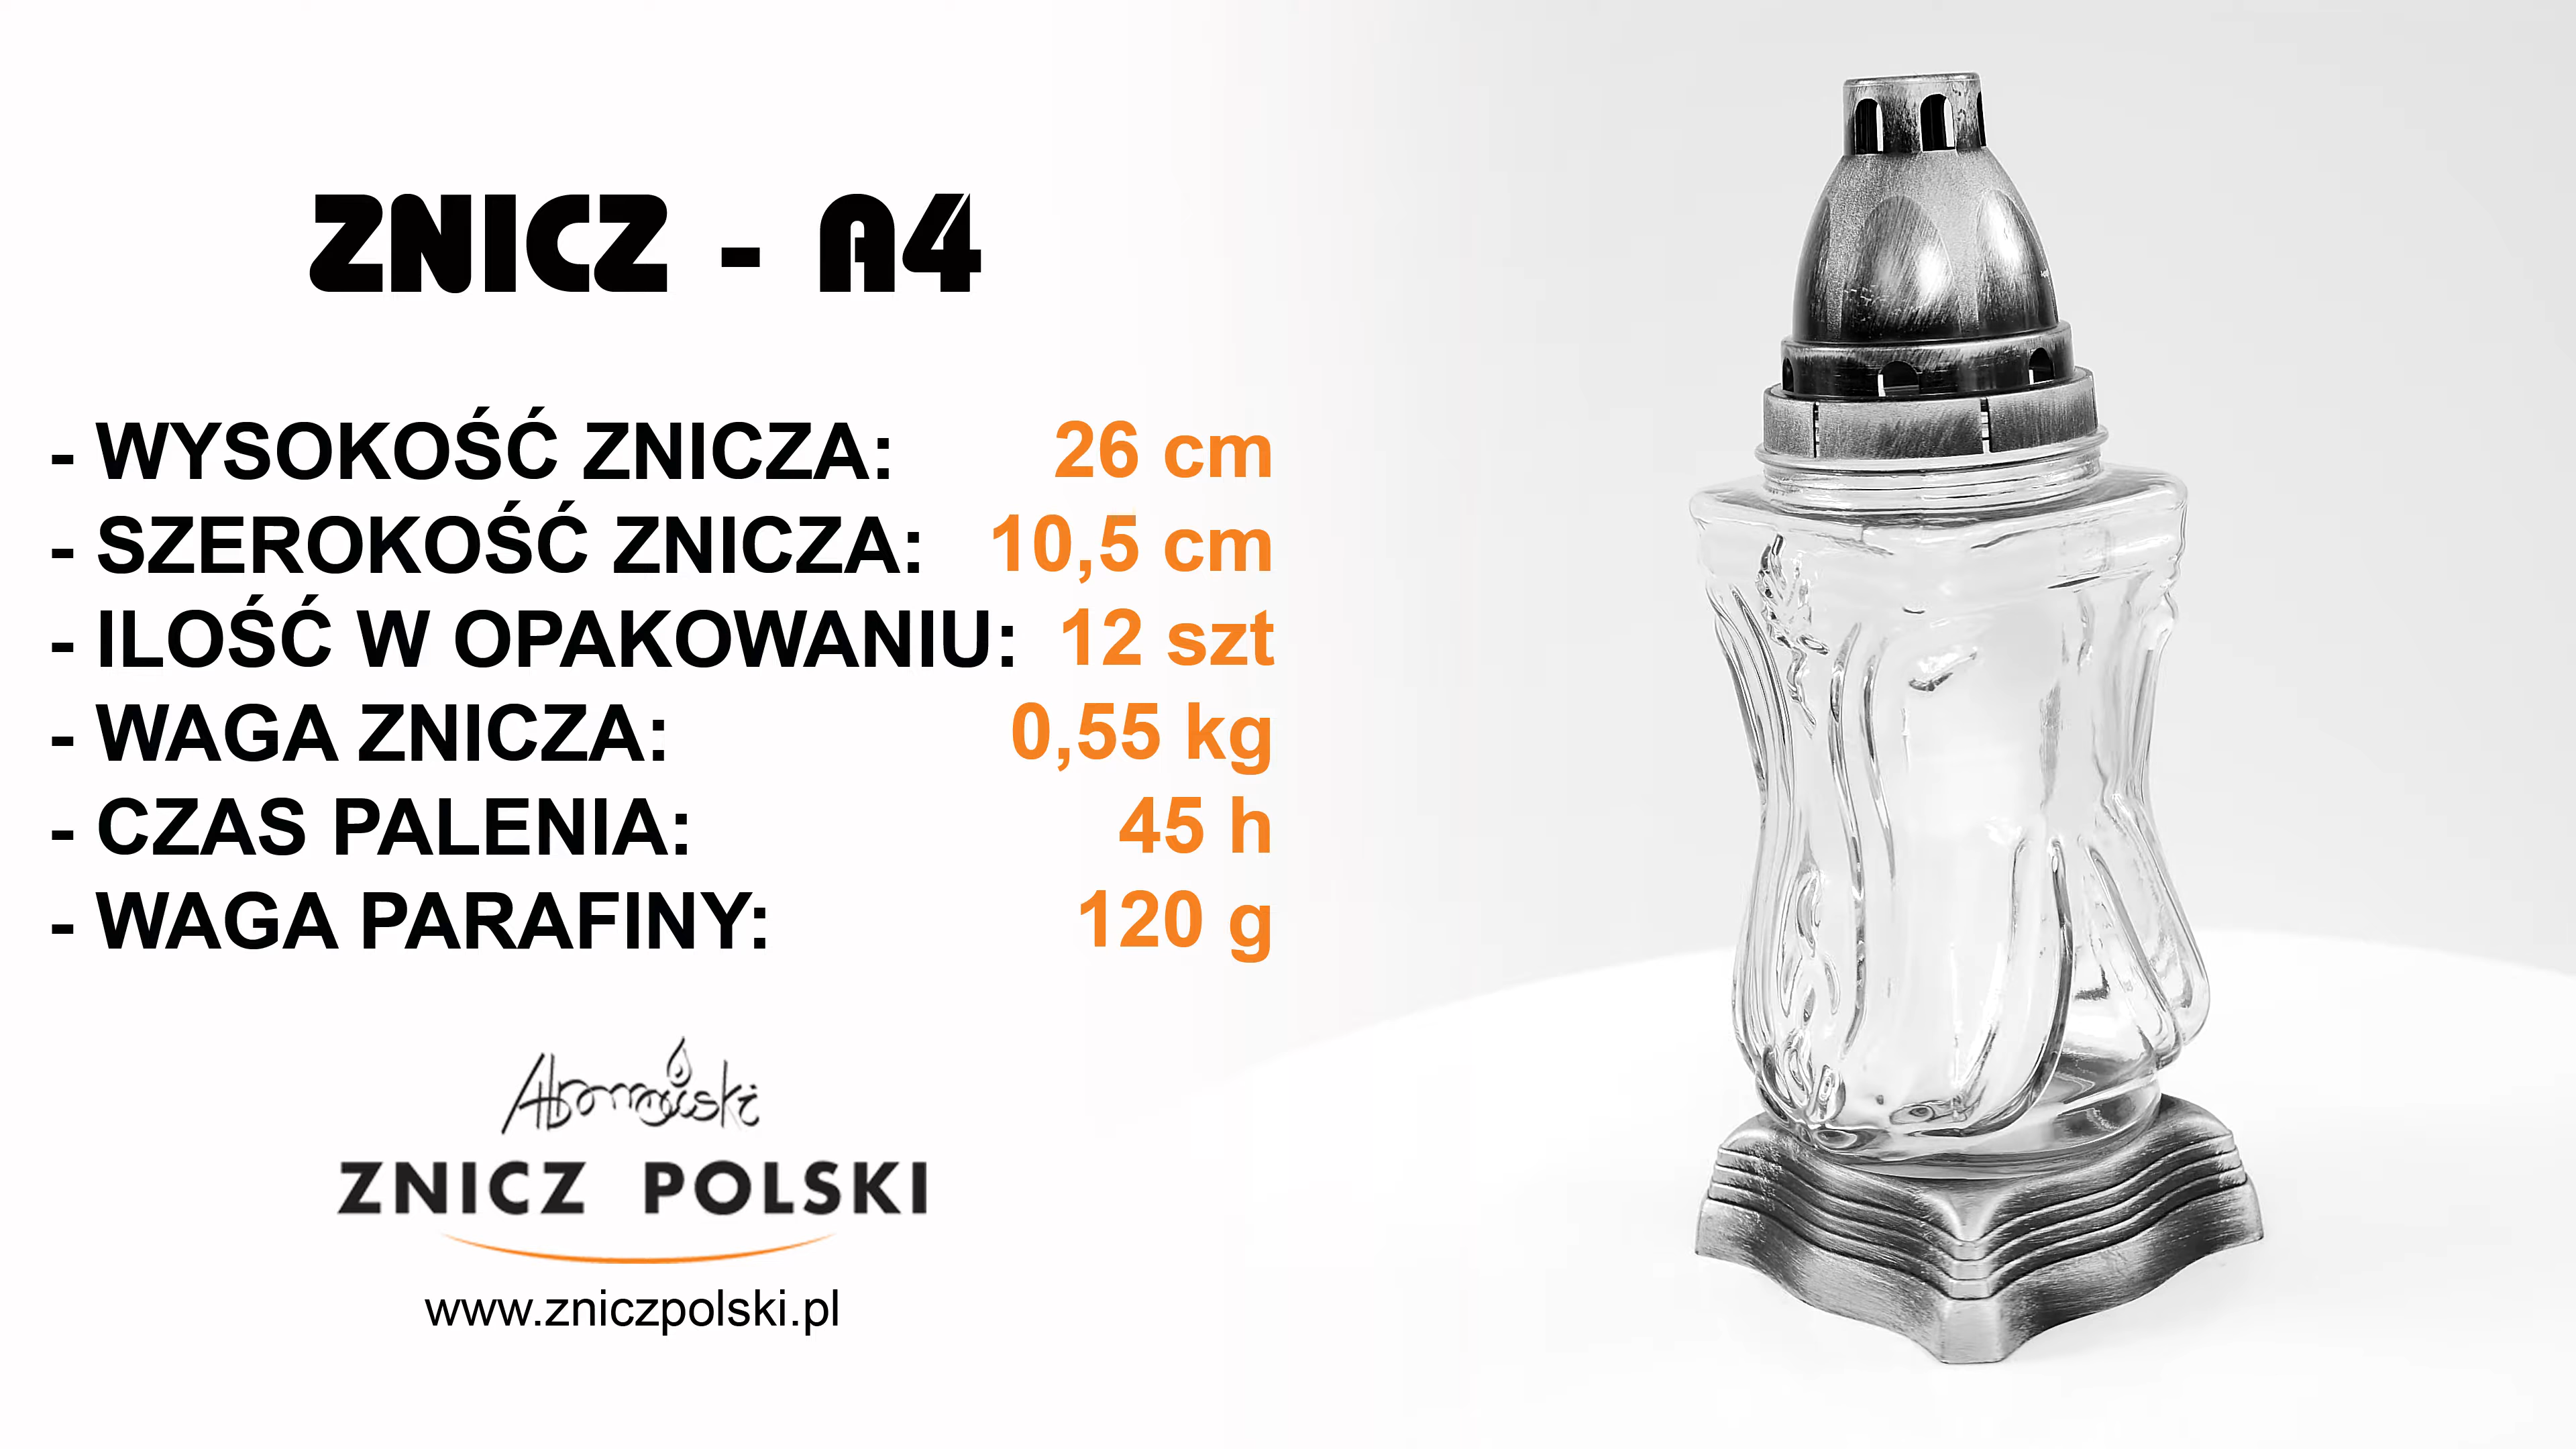 ZNICZ - A4
- WYSOKOŚĆ ZNICZA: 26 cm
- SZEROKOŚĆ ZNICZA: 10,5 cm
- ILOŚĆ W OPAKOWANIU: 12 szt
- WAGA ZNICZA: 0,55 kg
- CZAS PALENIA: 45 h
- WAGA PARAFINY: 120 g
ZNICZ POLSKI
www.zniczpolski.pl